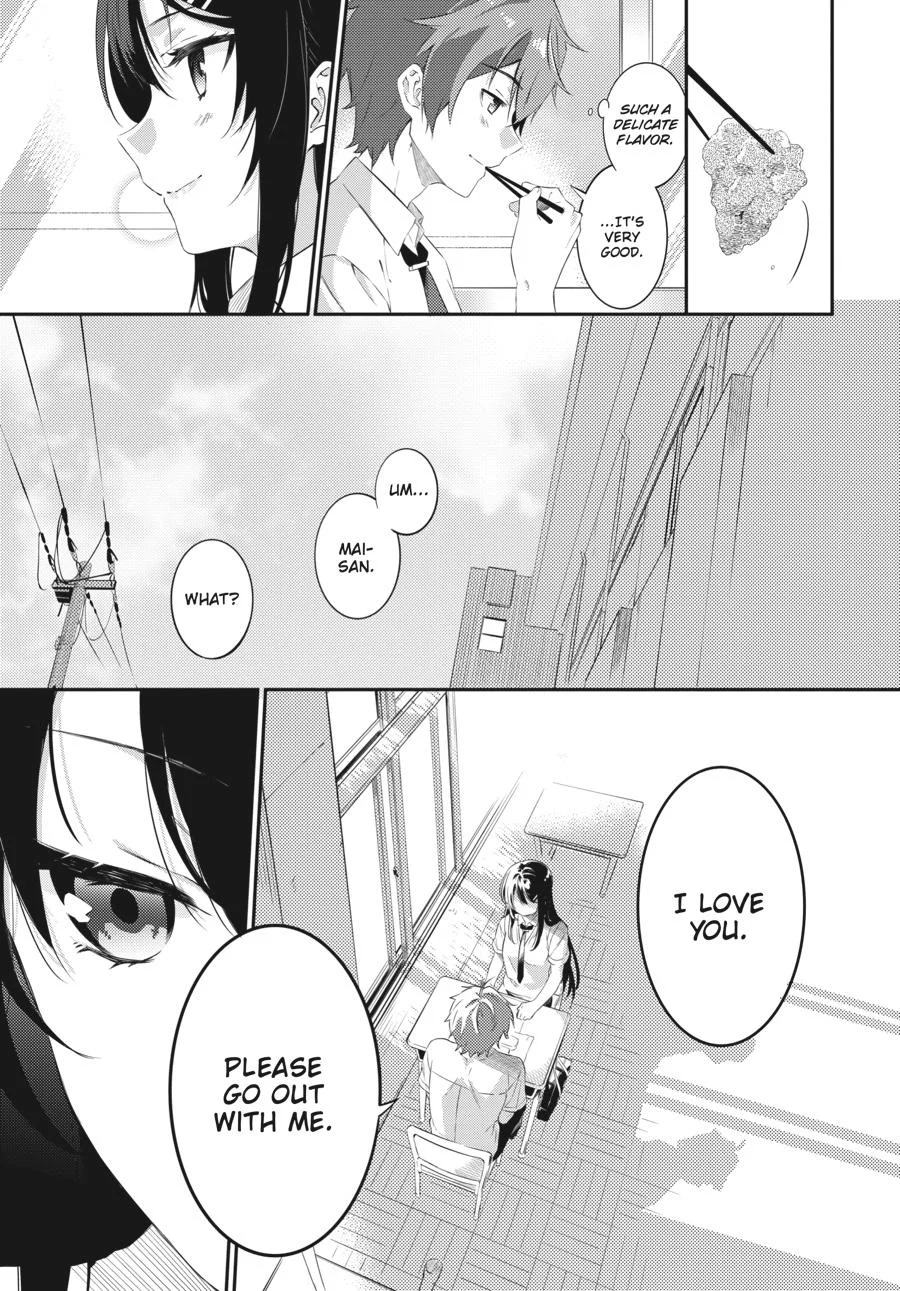 SUCH A
DELICATE
FLAVOR.
...IT'S
VERY
GOOD.
UM...
MAI-
SAN.
WHAT?
I LOVE
YOU.
PLEASE
GO OUT
WITH ME.